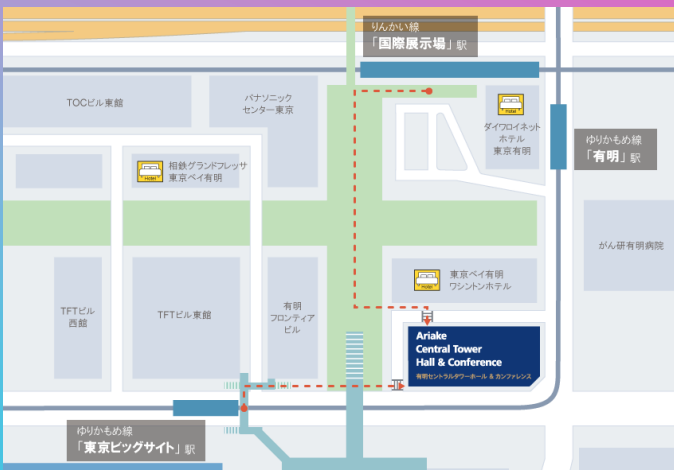 りんかい線
「国際展示場」駅
TOCビル東館
パナソニック
センター東京
Hotel
ダイワロイネット
ホテル
東京有明
ゆりかもめ線
「有明」駅
Hotel
相鉄グランドフレッサ
東京ベイ有明
がん研有明病院
Hotel
東京ベイ有明
ワシントンホテル
TFTビル
西館
TFTビル東館
有明
フロンティア
ビル
Ariake
Central Tower
Hall & Conference
有明セントラルタワーホール & カンファレンス
ゆりかもめ線
「東京ビッグサイト」駅